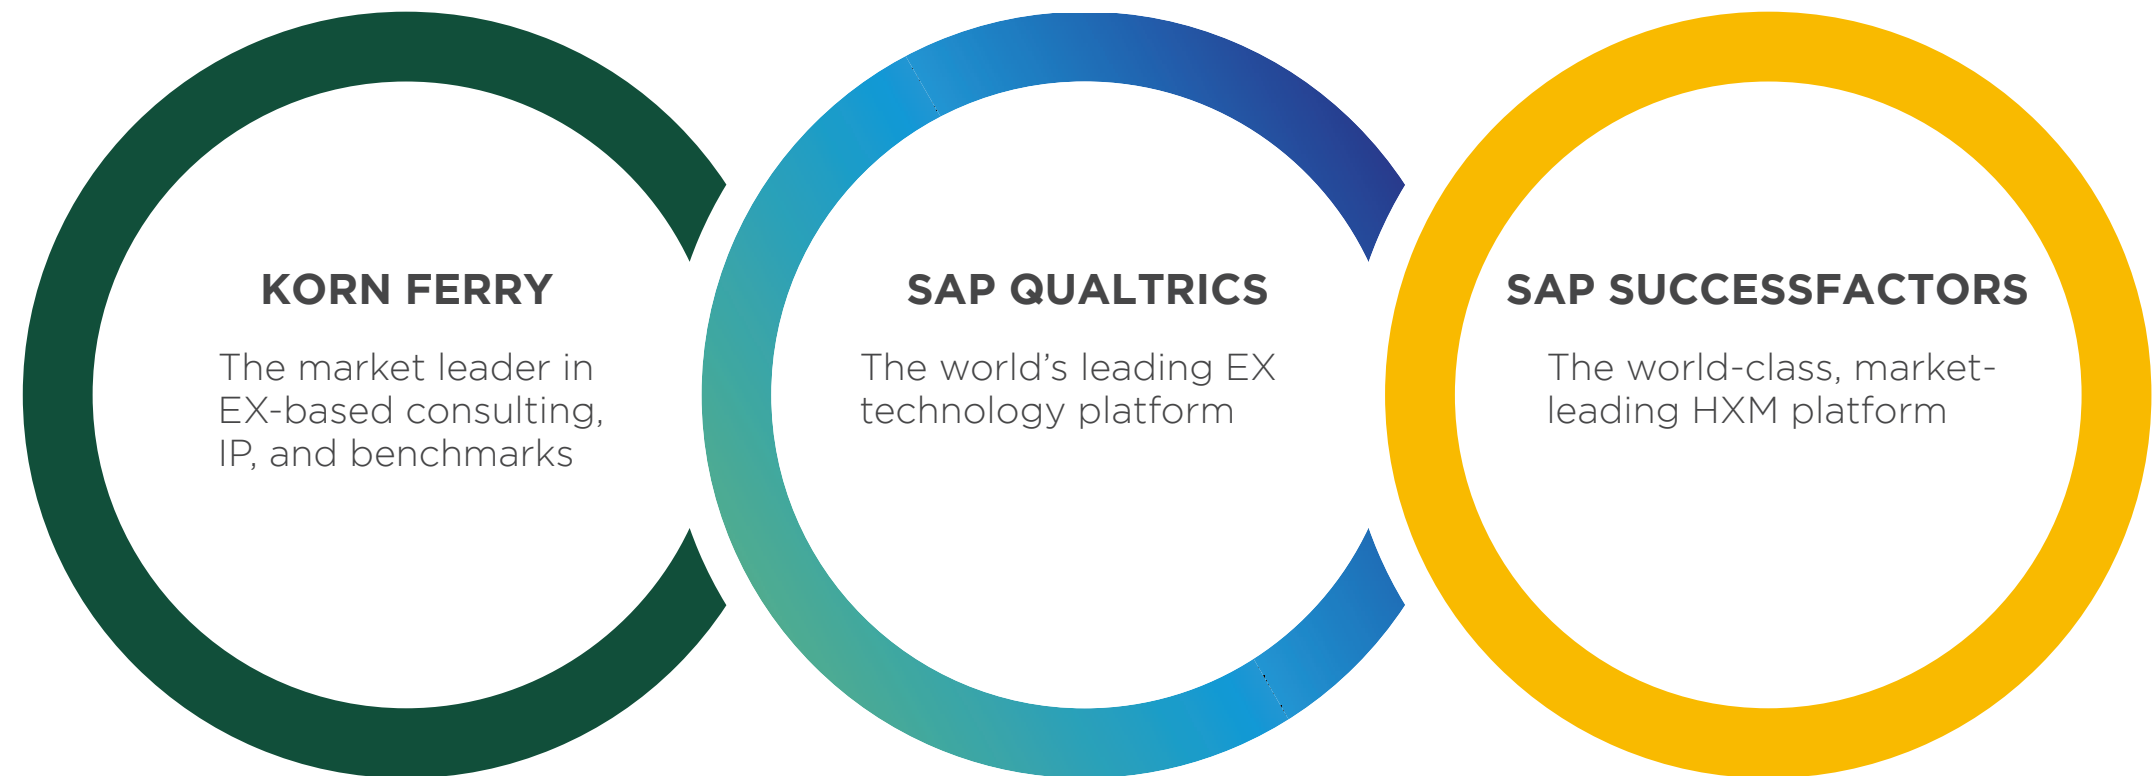 KORN FERRY
The market leader in
EX-based consulting,
IP, and benchmarks
SAP QUALTRICS
The world’s leading EX
technology platform
SAP SUCCESSFACTORS
The world-class, market-
leading HXM platform